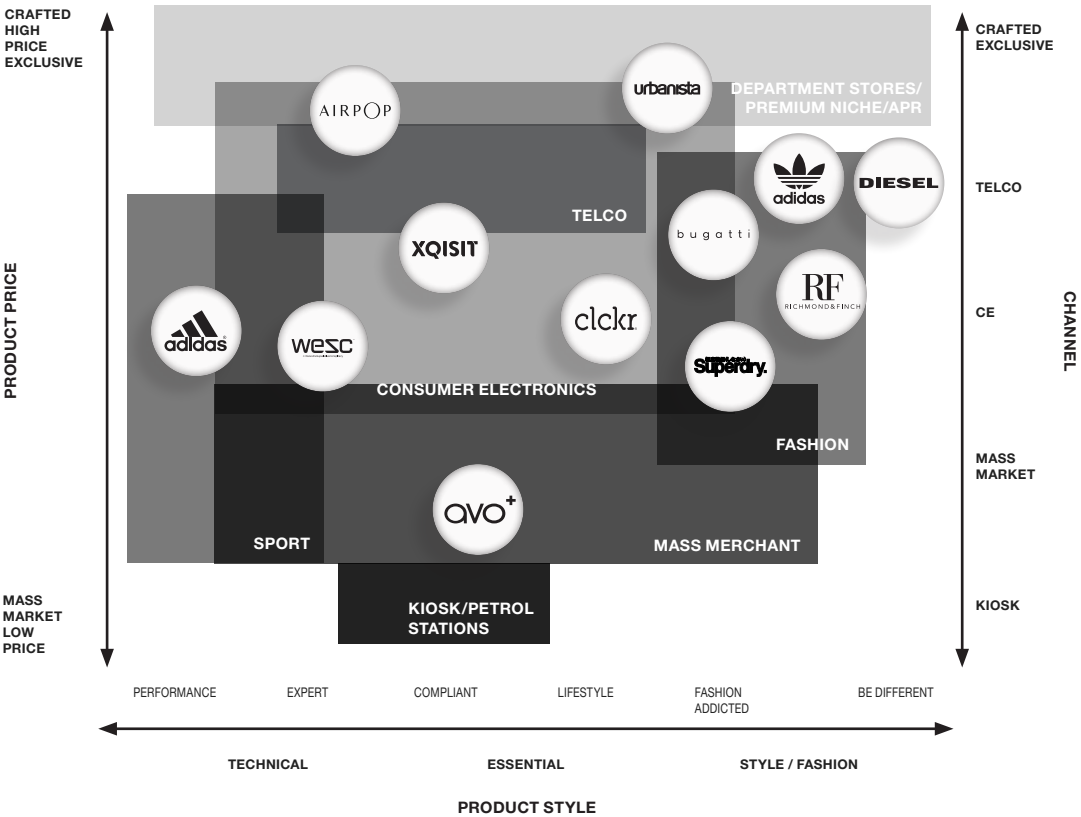 CRAFTED
HIGH
PRICE
EXCLUSIVE
CRAFTED
EXCLUSIVE
urbanista
DEPARTMENT STORES/
PREMIUM NICHE/APR
AIRPOP
adidas
DIESEL
TELCO
TELCO
bugatti
XQISIT
RF
RICHMOND&FINCH
PRODUCT PRICE
CHANNEL
CE
clckr
adidas
wesc
Superdry.
CONSUMER ELECTRONICS
FASHION
MASS
MARKET
avo+
SPORT
MASS MERCHANT
MASS
MARKET
LOW
PRICE
KIOSK/PETROL
STATIONS
KIOSK
PERFORMANCE
EXPERT
COMPLIANT
LIFESTYLE
FASHION
ADDICTED
BE DIFFERENT
TECHNICAL
ESSENTIAL
STYLE / FASHION
PRODUCT STYLE